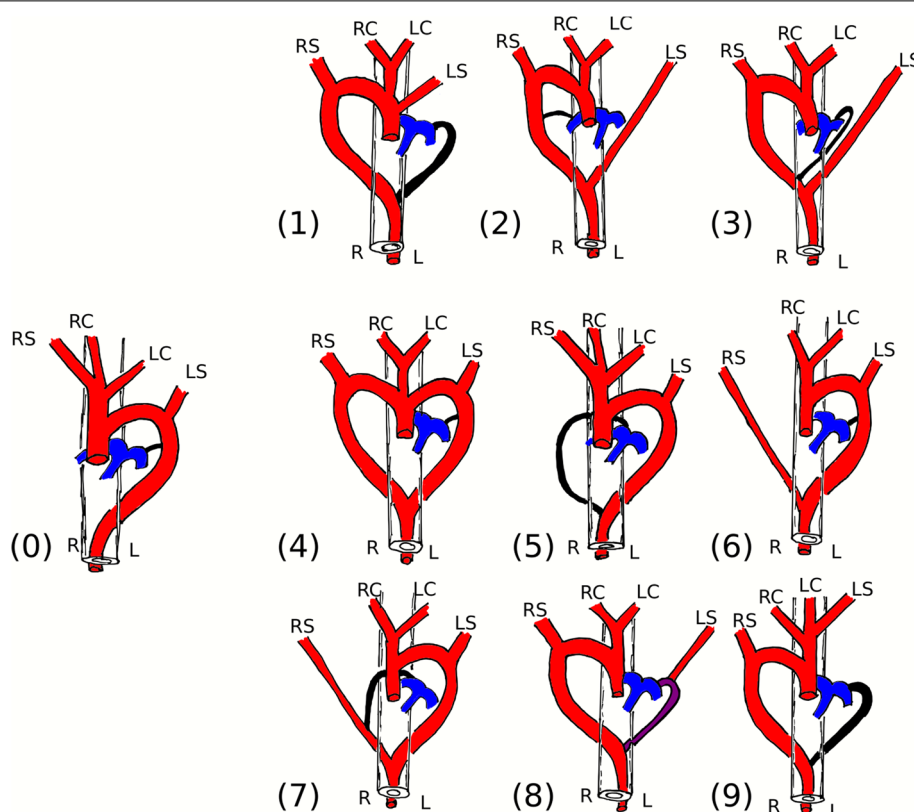 RC LC RC LC RC LC
RS LS RS LS RS LS
(1) (2) (3)
R L R L R L
RC RC LC RC RC LC
RS LC LS RS LS RS LC LS RS LS
R L R L R L R L
(0) (4) (5) (6)
RC LC RC LC RC LC LS
RS LS RS LS RS
(7) (8) (9)
R L R L R L